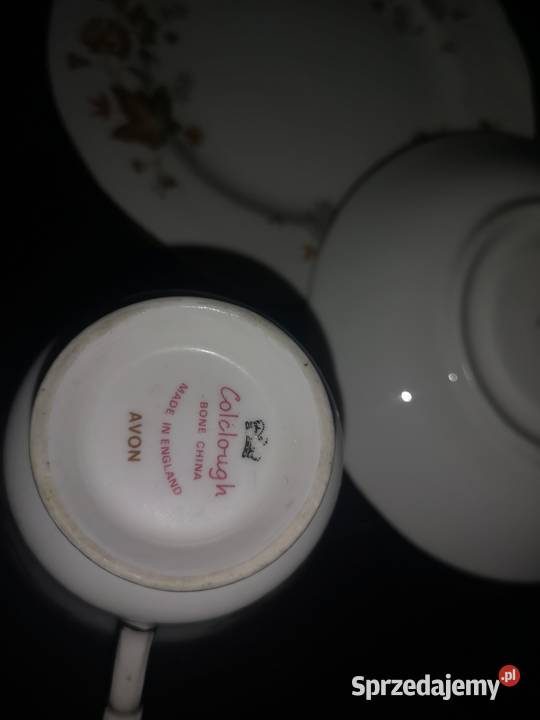 Colclough
BONE CHINA
MADE IN ENGLAND
AVON
Sprzedajemy.pl